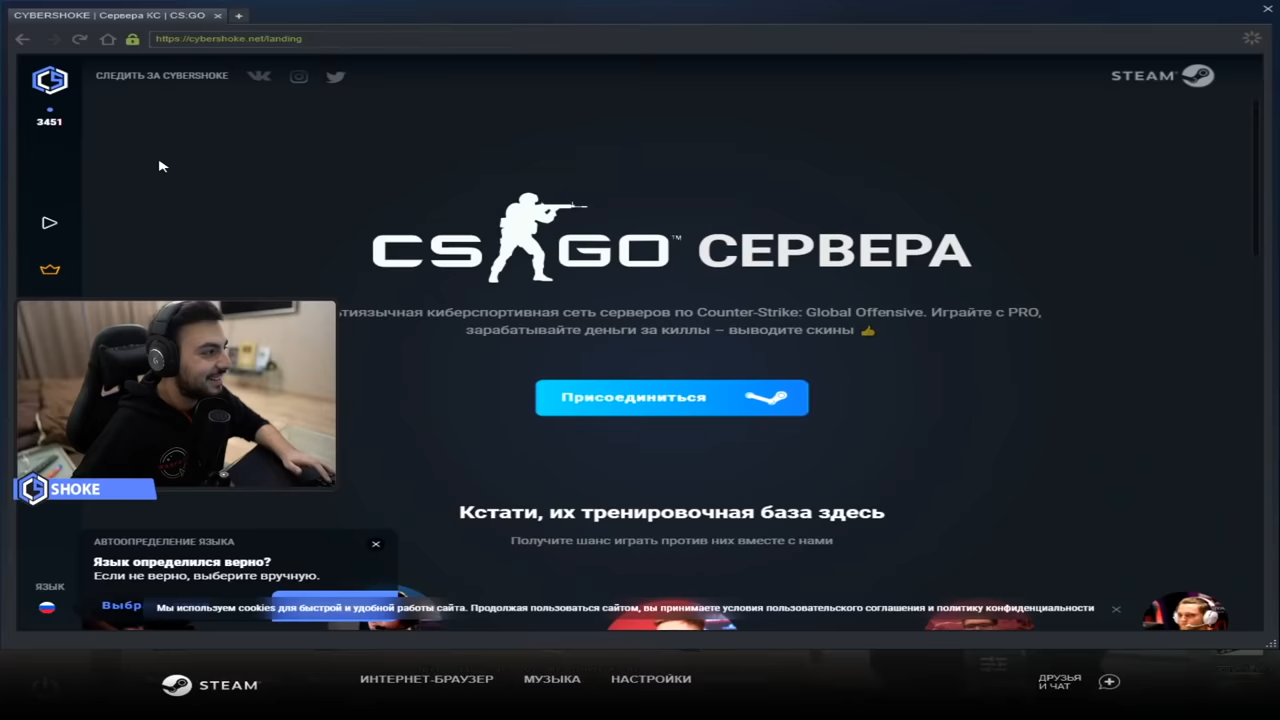 CYBERSHOKE | Сервера КС | CS:GO
https://cybershoke.net/landing
СЛЕДИТЬ ЗА CYBERSHOKE
STEAM
3451
CS GO™ СЕРВЕРА
киберспортивная сеть серверов по Counter-Strike: Global Offensive. Играйте с PRO,
зарабатывайте деньги за киллы – выводите скины 👍
Присоединиться
SHOKE
Кстати, их тренировочная база здесь
Получите шанс играть против них вместе с нами
АВТООПРЕДЕЛЕНИЕ ЯЗЫКА
Язык определился верно?
Если не верно, выберите вручную.
ЯЗЫК
Выбр
Мы используем cookies для быстрой и удобной работы сайта. Продолжая пользоваться сайтом, вы принимаете условия пользовательского соглашения и политику конфиденциальности
STEAM
ИНТЕРНЕТ-БРАУЗЕР
МУЗЫКА
НАСТРОЙКИ
ДРУЗЬЯ
И ЧАТ